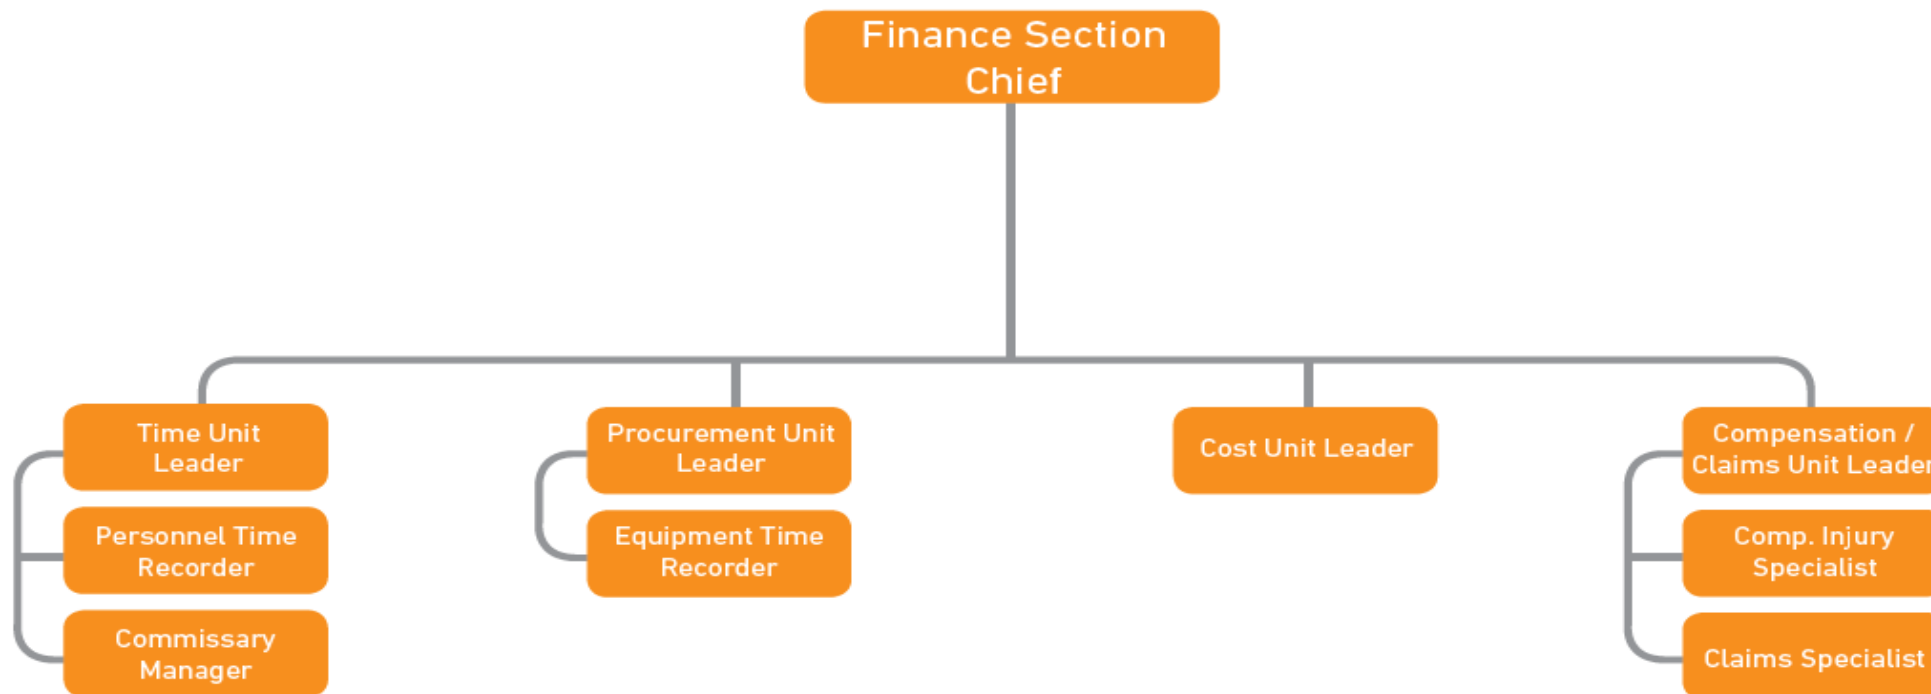 Finance Section
Chief
Time Unit
Leader
Personnel Time
Recorder
Commissary
Manager
Procurement Unit
Leader
Equipment Time
Recorder
Cost Unit Leader
Compensation /
Claims Unit Leader
Comp. Injury
Specialist
Claims Specialist